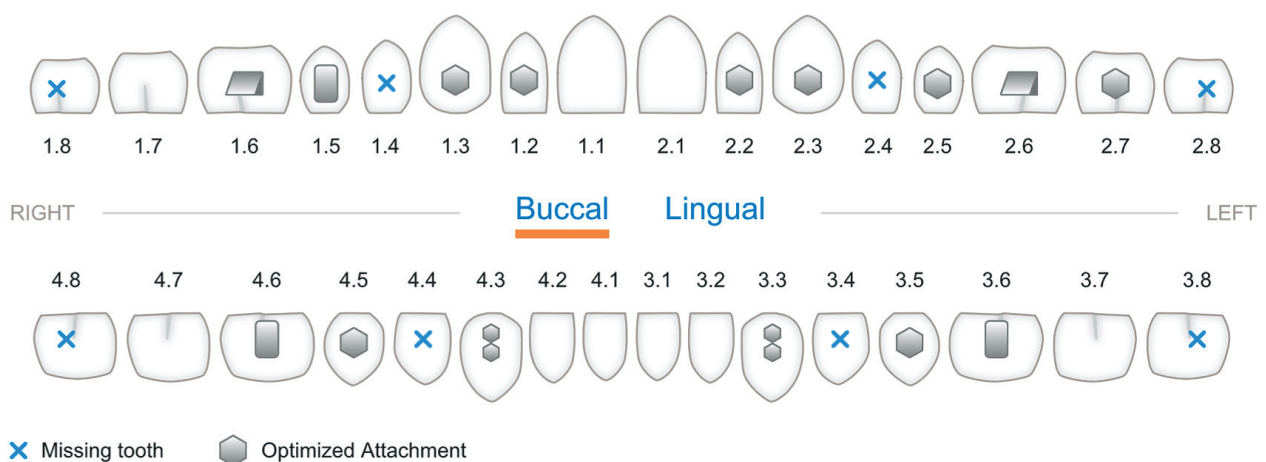 1.8 1.7 1.6 1.5 1.4 1.3 1.2 1.1 2.1 2.2 2.3 2.4 2.5 2.6 2.7 2.8
RIGHT Buccal Lingual LEFT
4.8 4.7 4.6 4.5 4.4 4.3 4.2 4.1 3.1 3.2 3.3 3.4 3.5 3.6 3.7 3.8
Missing tooth Optimized Attachment